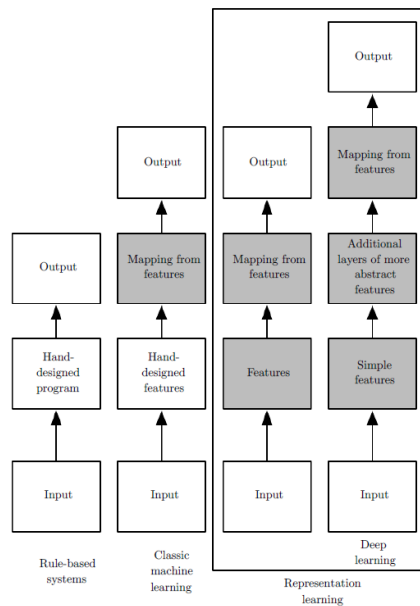 Output
Output
Output
Mapping from
features
Output
Mapping from
features
Mapping from
features
Additional
layers of more
abstract
features
Hand-
designed
program
Hand-
designed
features
Features
Simple
features
Input
Input
Input
Input
Rule-based
systems
Classic
machine
learning
Representation
learning
Deep
learning